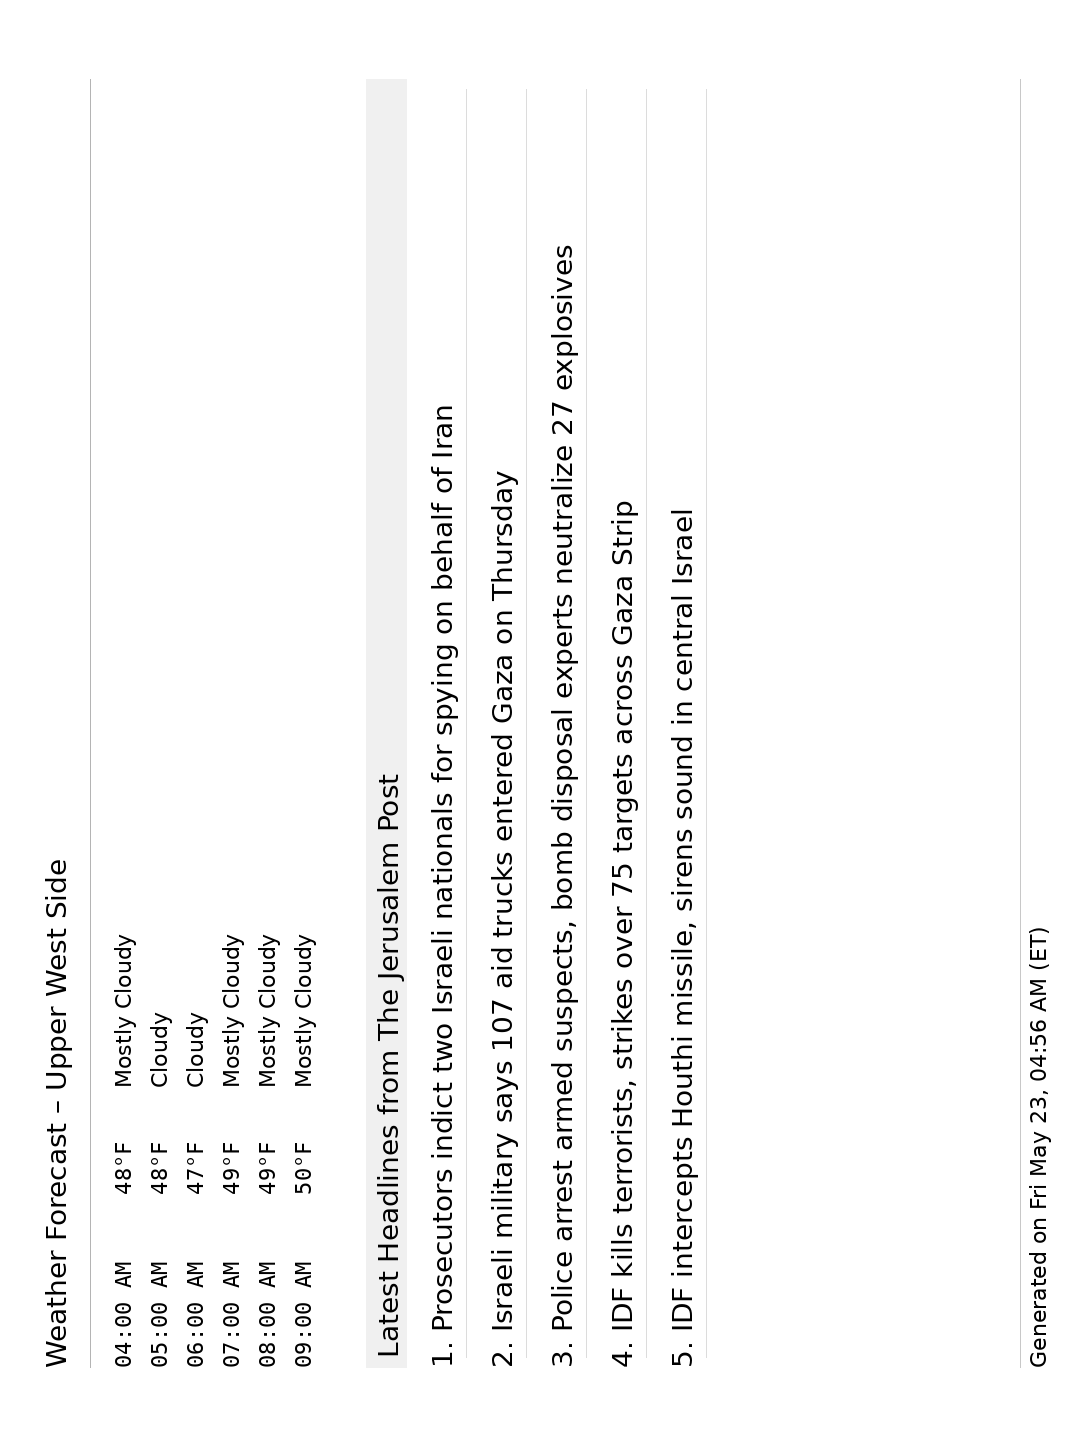 Weather Forecast – Upper West Side
04:00 AM 48°F Mostly Cloudy
05:00 AM 48°F Cloudy
06:00 AM 47°F Cloudy
07:00 AM 49°F Mostly Cloudy
08:00 AM 49°F Mostly Cloudy
09:00 AM 50°F Mostly Cloudy
Latest Headlines from The Jerusalem Post
1. Prosecutors indict two Israeli nationals for spying on behalf of Iran
2. Israeli military says 107 aid trucks entered Gaza on Thursday
3. Police arrest armed suspects, bomb disposal experts neutralize 27 explosives
4. IDF kills terrorists, strikes over 75 targets across Gaza Strip
5. IDF intercepts Houthi missile, sirens sound in central Israel
Generated on Fri May 23, 04:56 AM (ET)